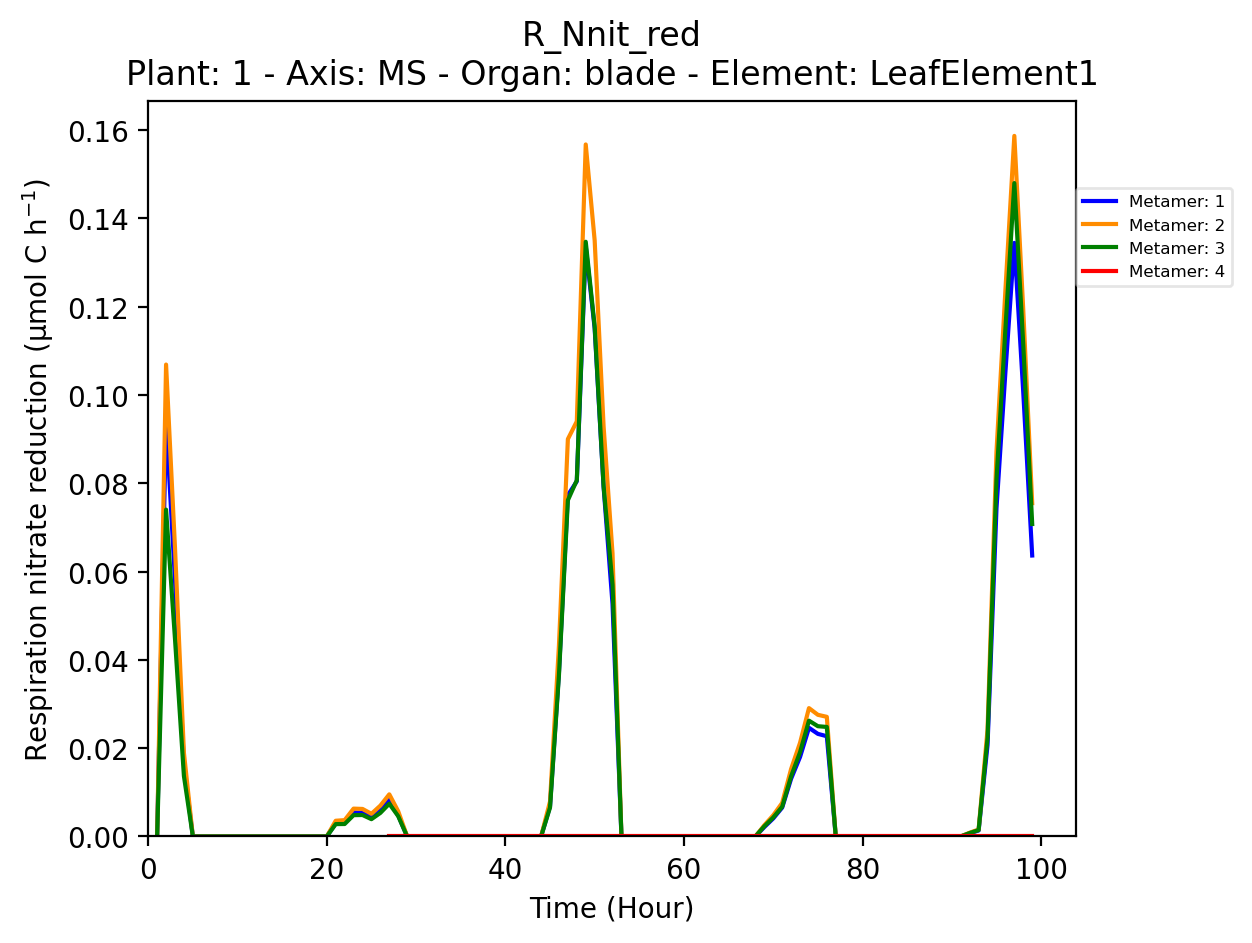 R_Nnit_red
Plant: 1 - Axis: MS - Organ: blade - Element: LeafElement1
Respiration nitrate reduction (µmol C h⁻¹)
0.16
0.14
0.12
0.10
0.08
0.06
0.04
0.02
0.00
Metamer: 1
Metamer: 2
Metamer: 3
Metamer: 4
0 20 40 60 80 100
Time (Hour)